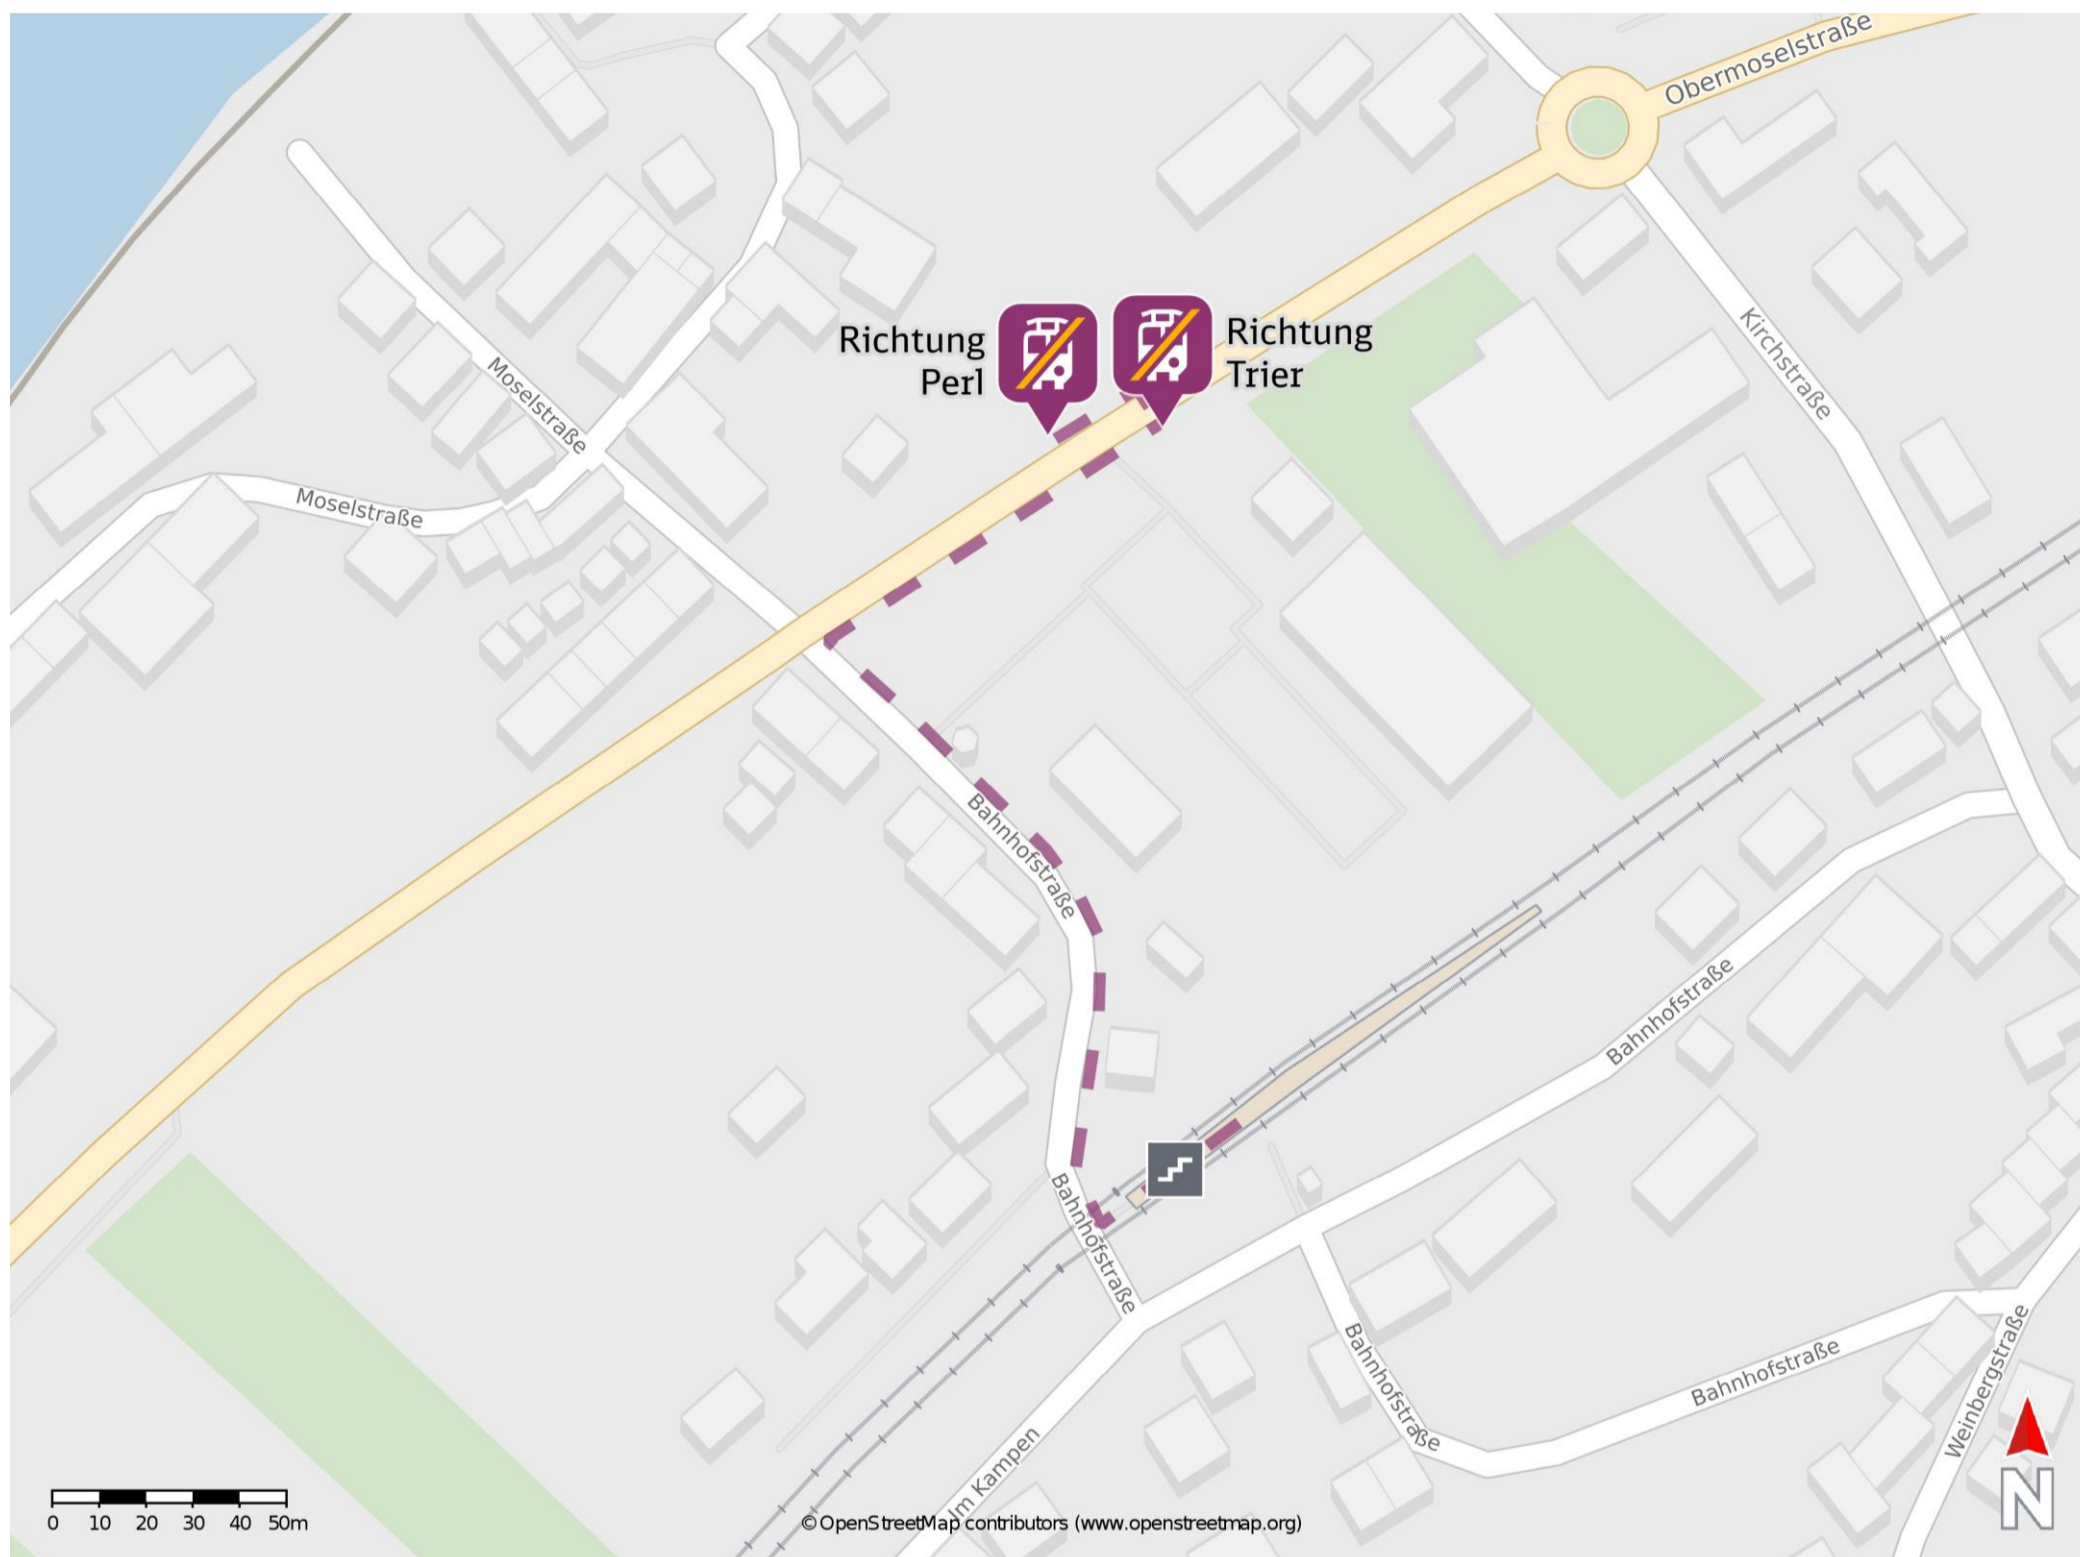 Obermoselstraße
Kirchstraße
Richtung
Perl
Richtung
Trier
Moselstraße
Moselstraße
Bahnhofstraße
Bahnhofstraße
Bahnhofstraße
Bahnhofstraße
Bahnhofstraße
Weinbergstraße
Im Kampen
N
0 10 20 30 40 50m
©OpenStreetMap contributors (www.openstreetmap.org)